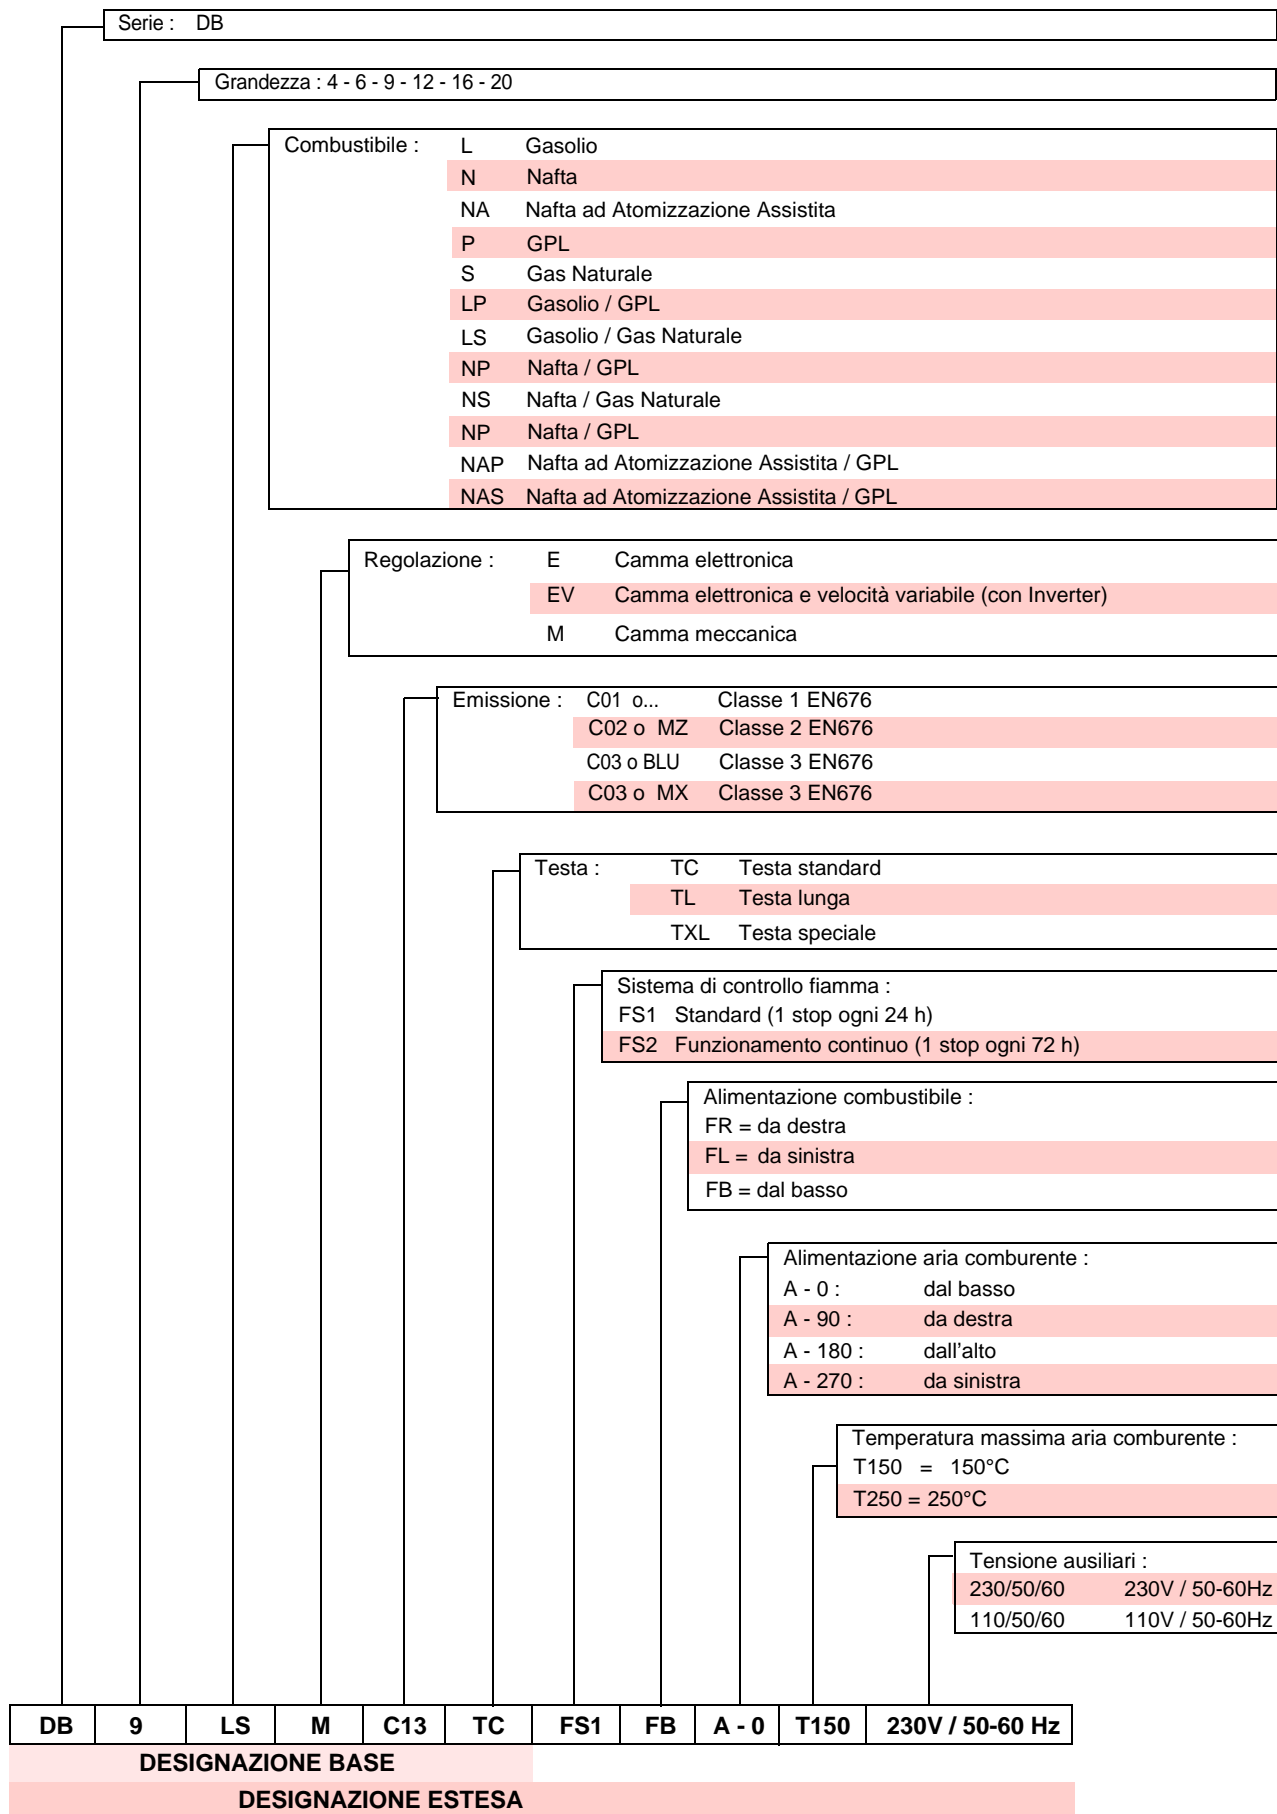 Serie : DB
Grandezza : 4 - 6 - 9 - 12 - 16 - 20
Combustibile : L Gasolio
N Nafta
NA Nafta ad Atomizzazione Assistita
P GPL
S Gas Naturale
LP Gasolio / GPL
LS Gasolio / Gas Naturale
NP Nafta / GPL
NS Nafta / Gas Naturale
NP Nafta / GPL
NAP Nafta ad Atomizzazione Assistita / GPL
NAS Nafta ad Atomizzazione Assistita / GPL
Regolazione : E Camma elettronica
EV Camma elettronica e velocità variabile (con Inverter)
M Camma meccanica
Emissione : C01 o... Classe 1 EN676
C02 o MZ Classe 2 EN676
C03 o BLU Classe 3 EN676
C03 o MX Classe 3 EN676
Testa : TC Testa standard
TL Testa lunga
TXL Testa speciale
Sistema di controllo fiamma :
FS1 Standard (1 stop ogni 24 h)
FS2 Funzionamento continuo (1 stop ogni 72 h)
Alimentazione combustibile :
FR = da destra
FL = da sinistra
FB = dal basso
Alimentazione aria comburente :
A - 0 : dal basso
A - 90 : da destra
A - 180 : dall'alto
A - 270 : da sinistra
Temperatura massima aria comburente :
T150 = 150°C
T250 = 250°C
Tensione ausiliari :
230/50/60 230V / 50-60Hz
110/50/60 110V / 50-60Hz
DB 9 LS M C13 TC FS1 FB A - 0 T150 230V / 50-60 Hz
DESIGNAZIONE BASE
DESIGNAZIONE ESTESA